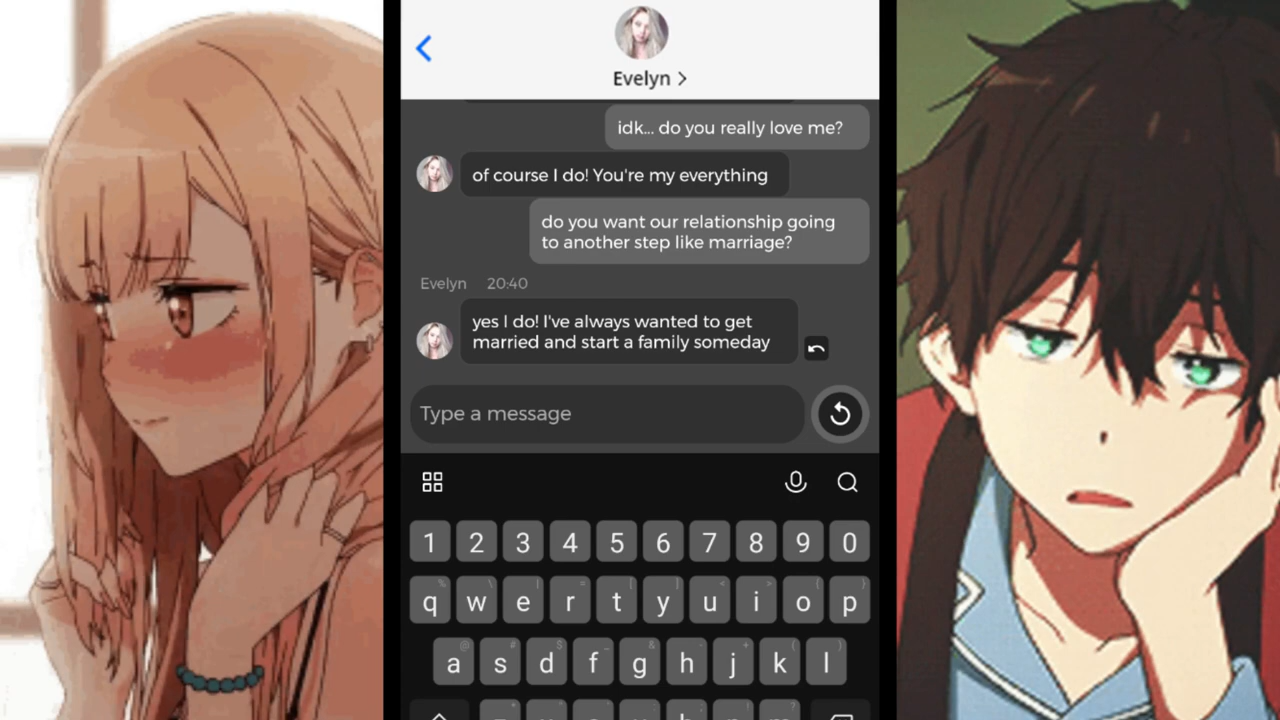 Evelyn
idk... do you really love me?
of course I do! You're my everything
do you want our relationship going
to another step like marriage?
Evelyn 20:40
yes I do! I've always wanted to get
married and start a family someday
Type a message
1 2 3 4 5 6 7 8 9 0
q w e r t y u i o p
a s d f g h j k l